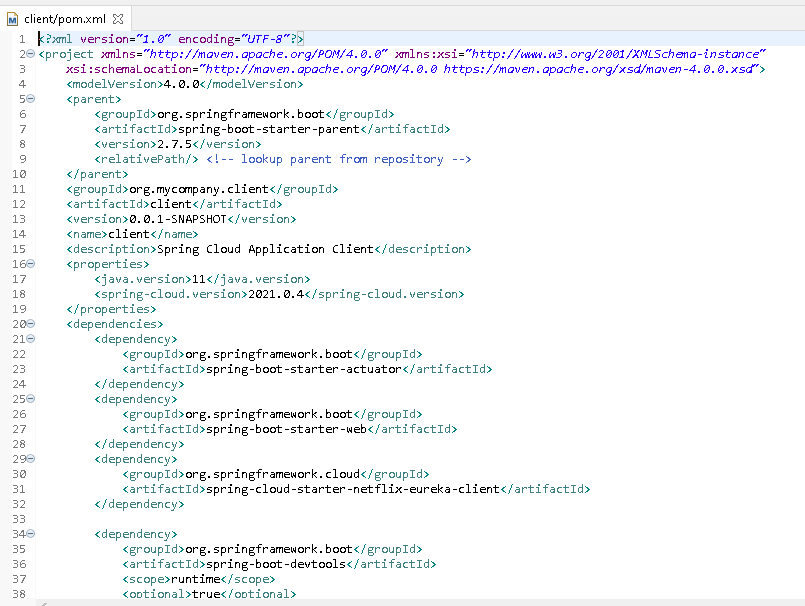 client/pom.xml
1 <?xml version="1.0" encoding="UTF-8"?>
2 <project xmlns="http://maven.apache.org/POM/4.0.0" xmlns:xsi="http://www.w3.org/2001/XMLSchema-instance"
3 xsi:schemaLocation="http://maven.apache.org/POM/4.0.0 https://maven.apache.org/xsd/maven-4.0.0.xsd">
4 <modelVersion>4.0.0</modelVersion>
5 <parent>
6 <groupId>org.springframework.boot</groupId>
7 <artifactId>spring-boot-starter-parent</artifactId>
8 <version>2.7.5</version>
9 <relativePath/> <!-- lookup parent from repository -->
10 </parent>
11 <groupId>org.mycompany.client</groupId>
12 <artifactId>client</artifactId>
13 <version>0.0.1-SNAPSHOT</version>
14 <name>client</name>
15 <description>Spring Cloud Application Client</description>
16 <properties>
17 <java.version>11</java.version>
18 <spring-cloud.version>2021.0.4</spring-cloud.version>
19 </properties>
20 <dependencies>
21 <dependency>
22 <groupId>org.springframework.boot</groupId>
23 <artifactId>spring-boot-starter-actuator</artifactId>
24 </dependency>
25 <dependency>
26 <groupId>org.springframework.boot</groupId>
27 <artifactId>spring-boot-starter-web</artifactId>
28 </dependency>
29 <dependency>
30 <groupId>org.springframework.cloud</groupId>
31 <artifactId>spring-cloud-starter-netflix-eureka-client</artifactId>
32 </dependency>
33
34 <dependency>
35 <groupId>org.springframework.boot</groupId>
36 <artifactId>spring-boot-devtools</artifactId>
37 <scope>runtime</scope>
38 <optional>true</optional>